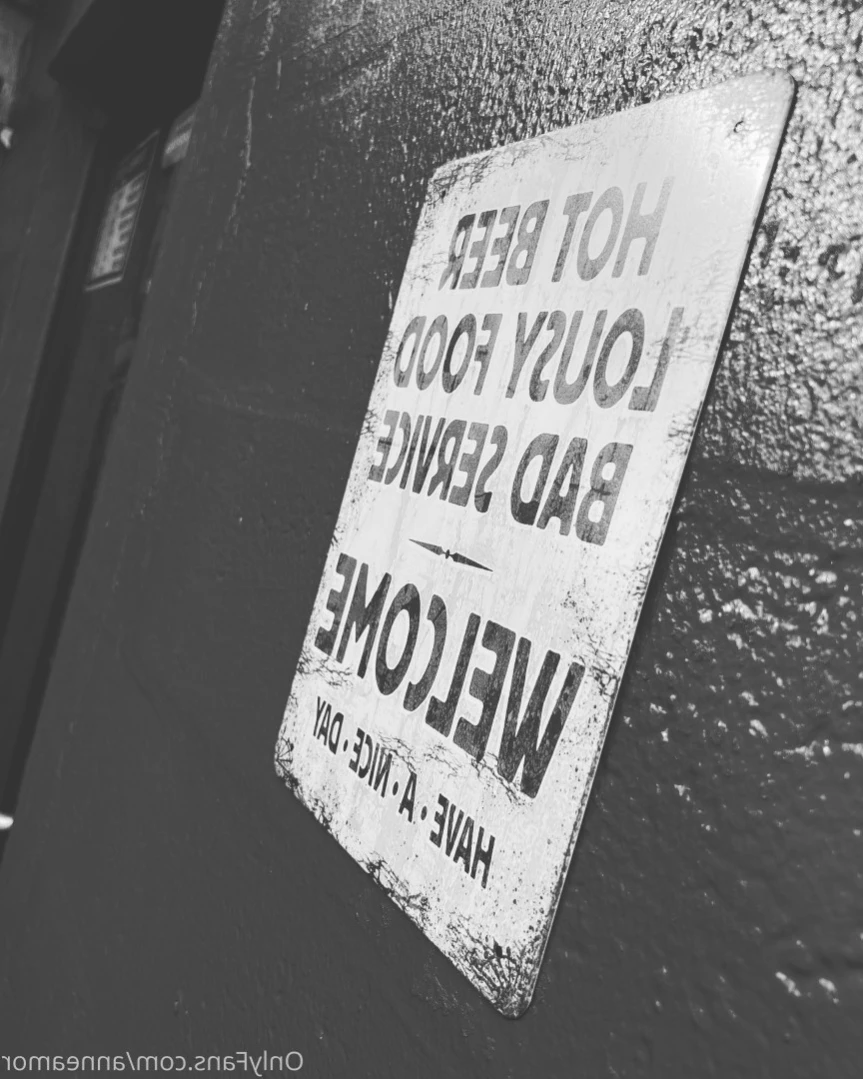 HOT BEER
LOUSY FOOD
BAD SERVICE
WELCOME
HAVE • A • NICE • DAY
OnlyFans.com/anneamor